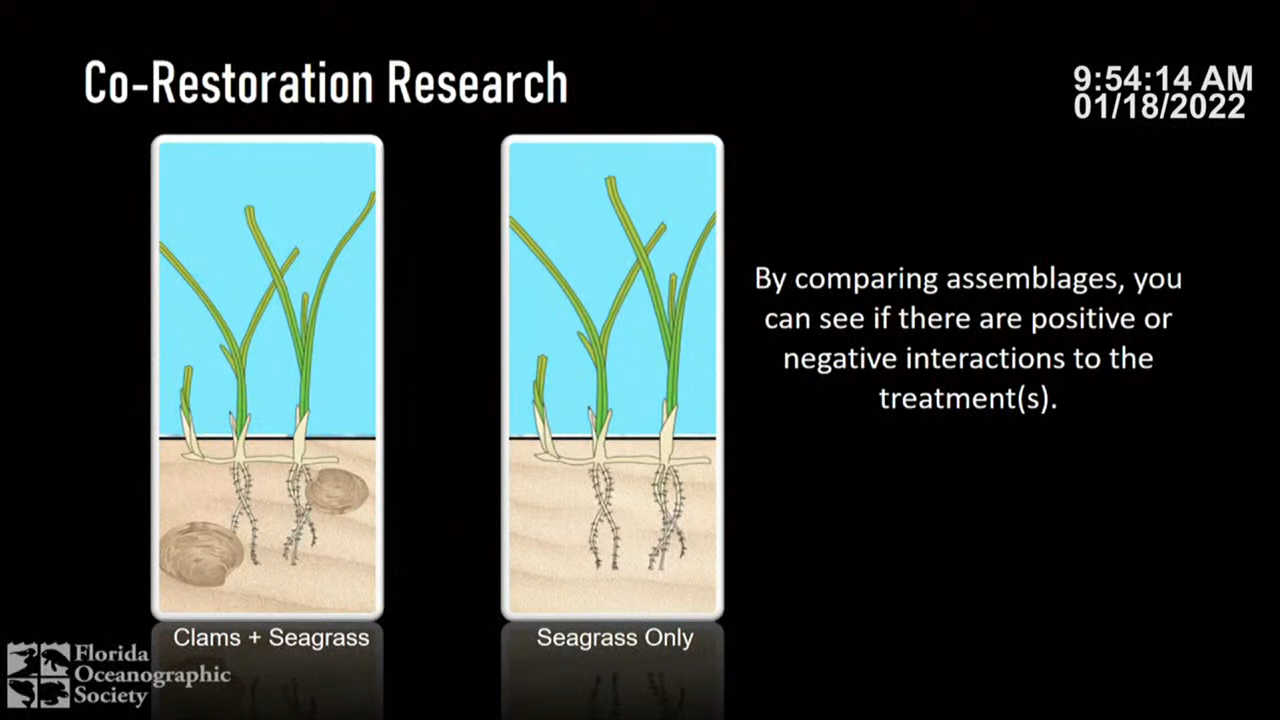 Co-Restoration Research
9:54:14 AM
01/18/2022
By comparing assemblages, you
can see if there are positive or
negative interactions to the
treatment(s).
Clams + Seagrass
Seagrass Only
Florida
Oceanographic
Society